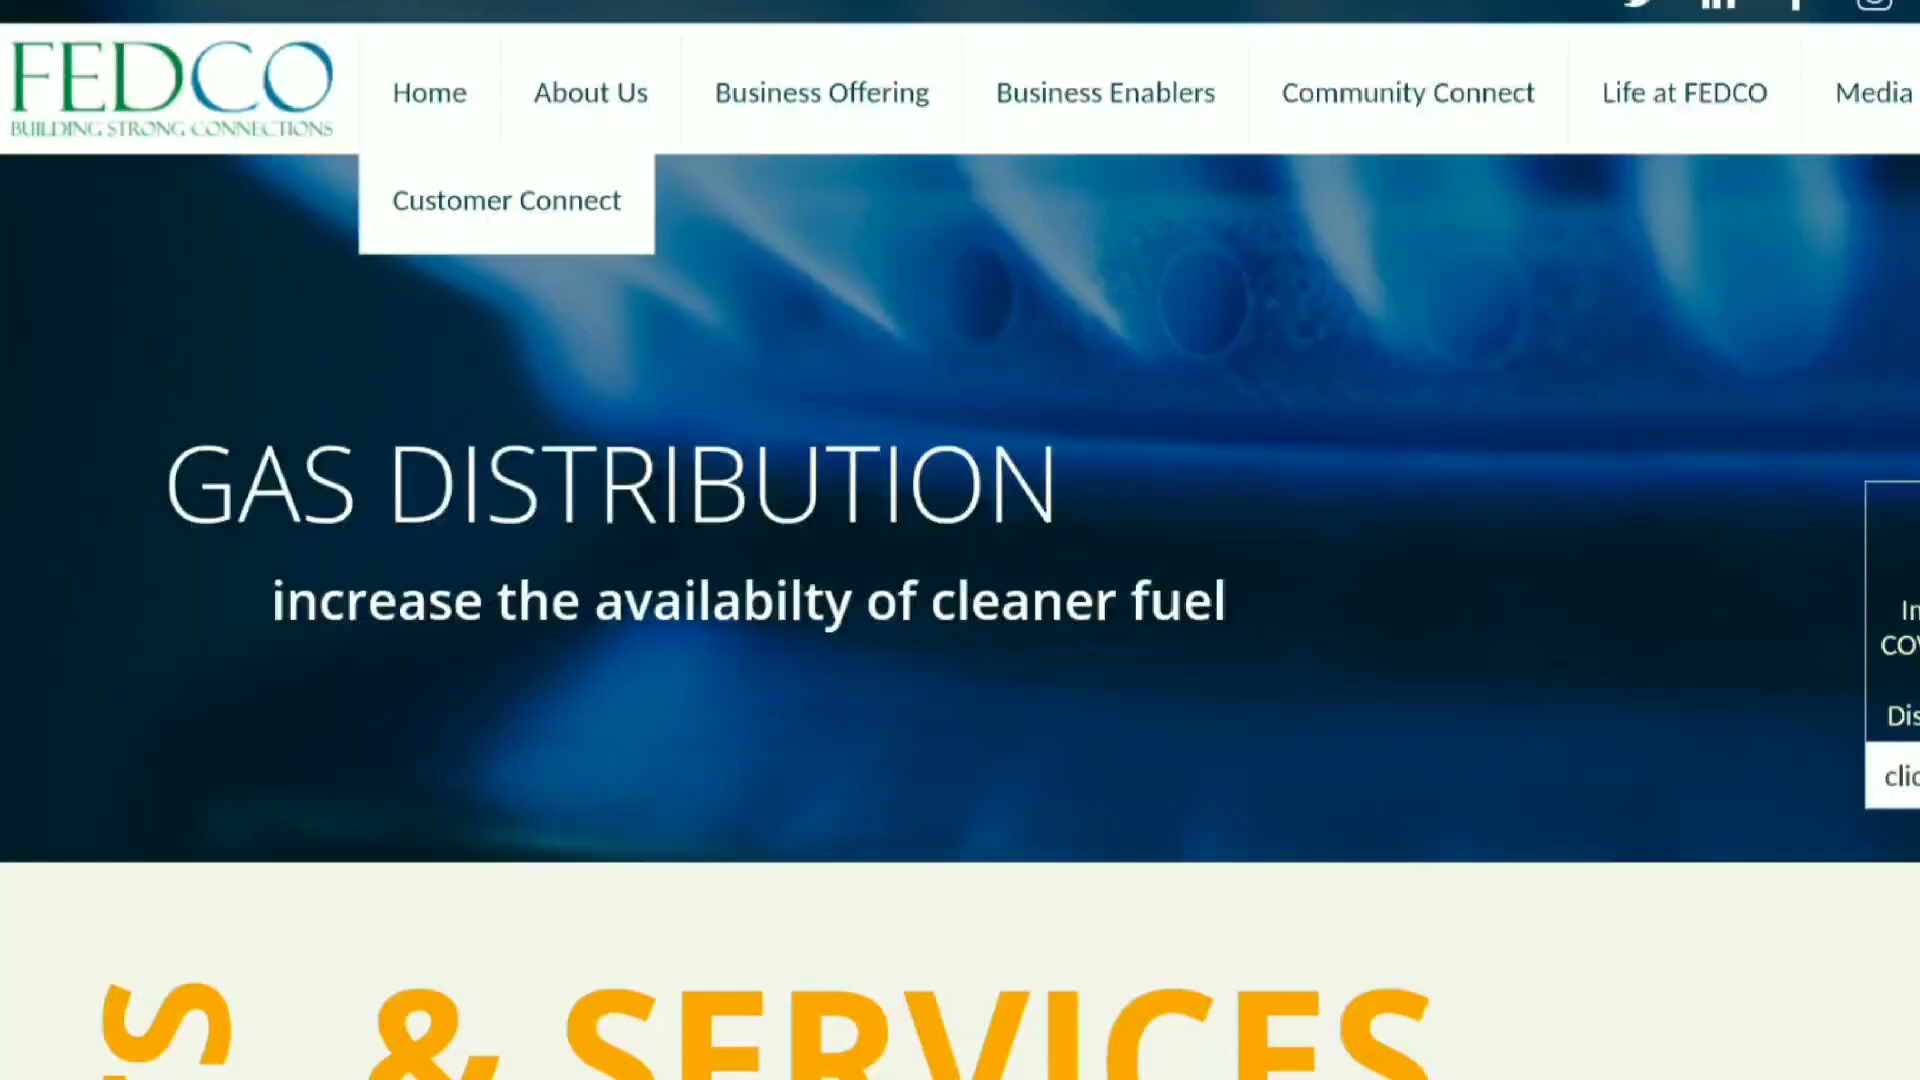 FEDCO
BUILDING STRONG CONNECTIONS
Home
About Us
Business Offering
Business Enablers
Community Connect
Life at FEDCO
Media
Customer Connect
GAS DISTRIBUTION
increase the availabilty of cleaner fuel
& SERVICES